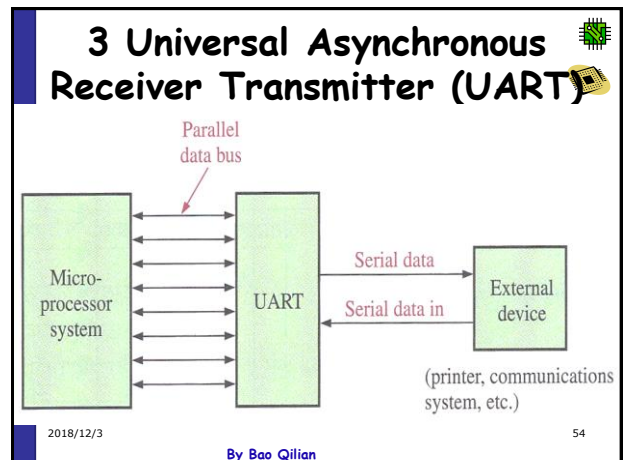 3 Universal Asynchronous
Receiver Transmitter (UART)
Parallel
data bus
Micro-
processor
system
UART
Serial data
Serial data in
External
device
(printer, communications
system, etc.)
2018/12/3
54
By Bao Qilian